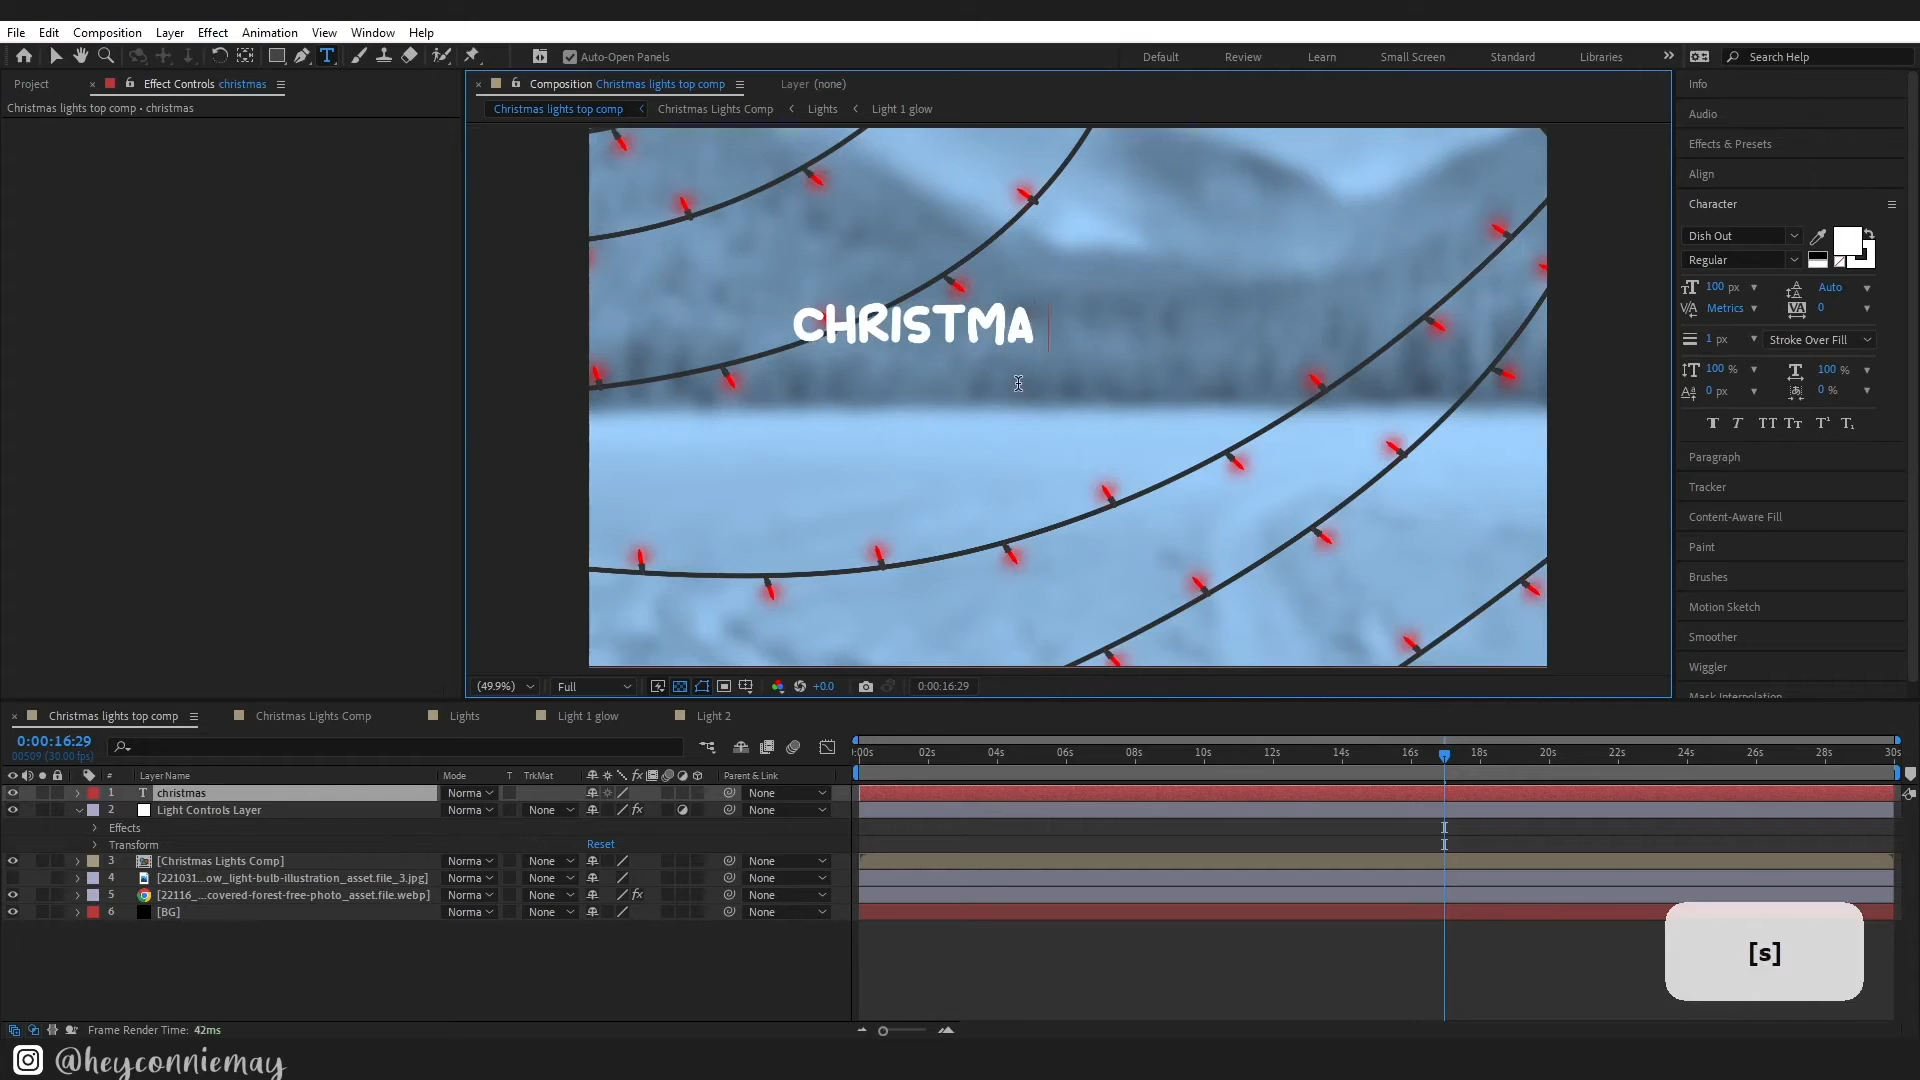 File Edit Composition Layer Effect Animation View Window Help
Auto-Open Panels Default Review Learn Small Screen Standard Libraries Search Help
Project Effect Controls christmas
Christmas lights top comp • christmas
Composition Christmas lights top comp Layer (none)
Christmas lights top comp Christmas Lights Comp Lights Light 1 glow
CHRISTMA
(49.9%) Full +0.0 0:00:16:29
Info
Audio
Effects & Presets
Align
Character
Dish Out
Regular
100 px Auto
Metrics 0
1 px Stroke Over Fill
100 % 100 %
0 px 0 %
T T TT Tt T¹ T₁
Paragraph
Tracker
Content-Aware Fill
Paint
Brushes
Motion Sketch
Smoother
Wiggler
Mask Interpolation
Christmas lights top comp Christmas Lights Comp Lights Light 1 glow Light 2
0:00:16:29
00509 (30.00 fps)
:00s 02s 04s 06s 08s 10s 12s 14s 16s 18s 20s 22s 24s 26s 28s 30s
# Layer Name Mode T TrkMat Parent & Link
1 T christmas Norma None
2 Light Controls Layer Norma None None
Effects
Transform Reset
3 [Christmas Lights Comp] Norma None None
4 [221031...ow_light-bulb-illustration_asset.file_3.jpg] Norma None None
5 [22116_...covered-forest-free-photo_asset.file.webp] Norma None None
6 [BG] Norma None None
[s]
Frame Render Time: 42ms
@heyconniemay